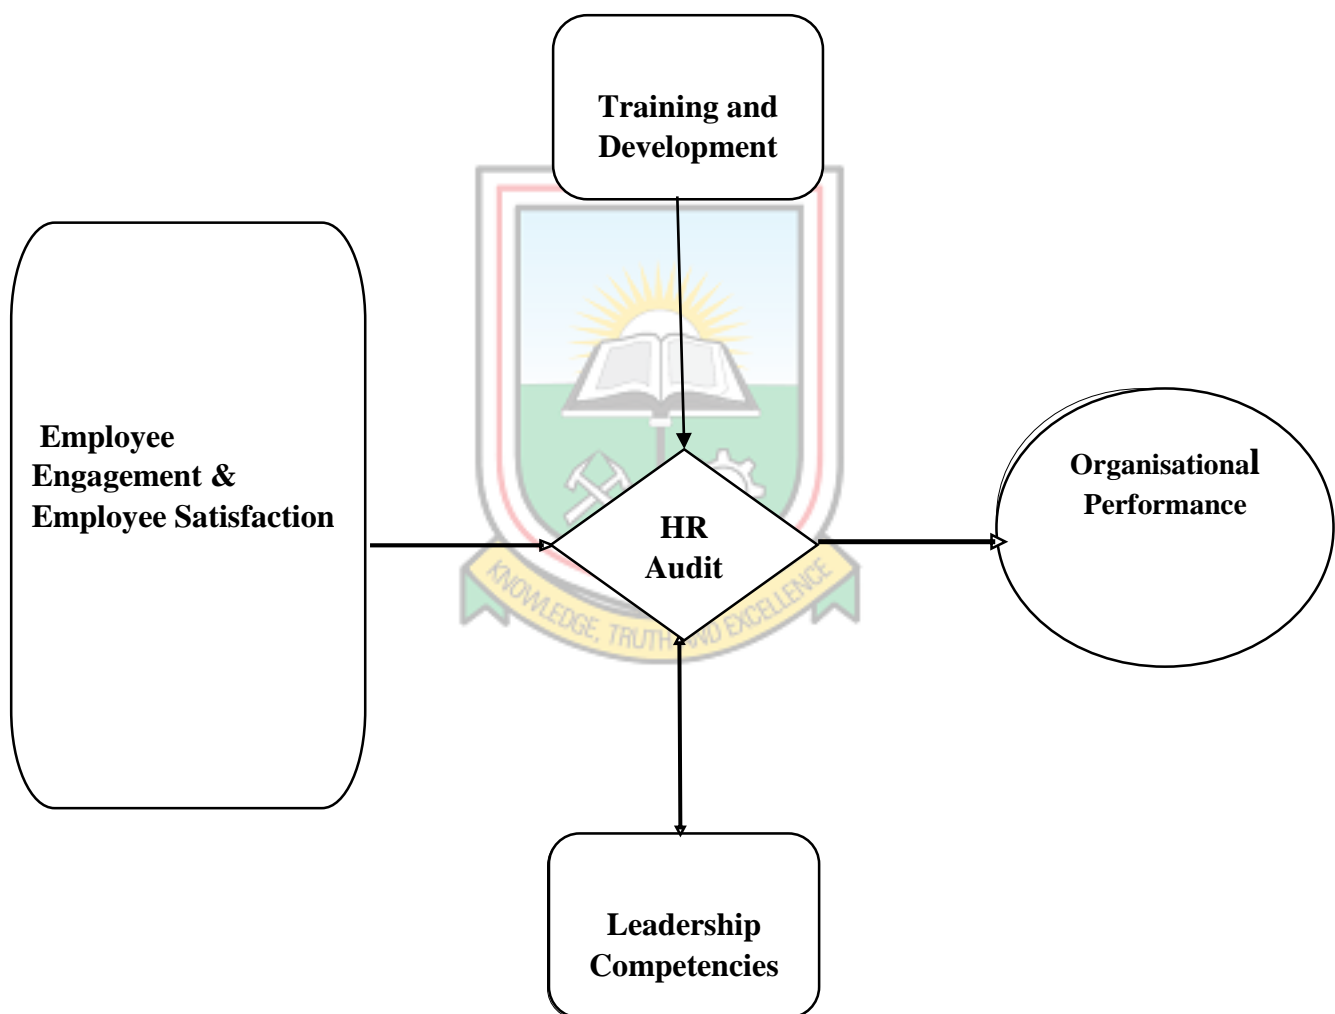 Training and
Development
Employee
Engagement &
Employee Satisfaction
Organisational
Performance
HR
Audit
KNOWLEDGE, TRUTH AND EXCELLENCE
Leadership
Competencies